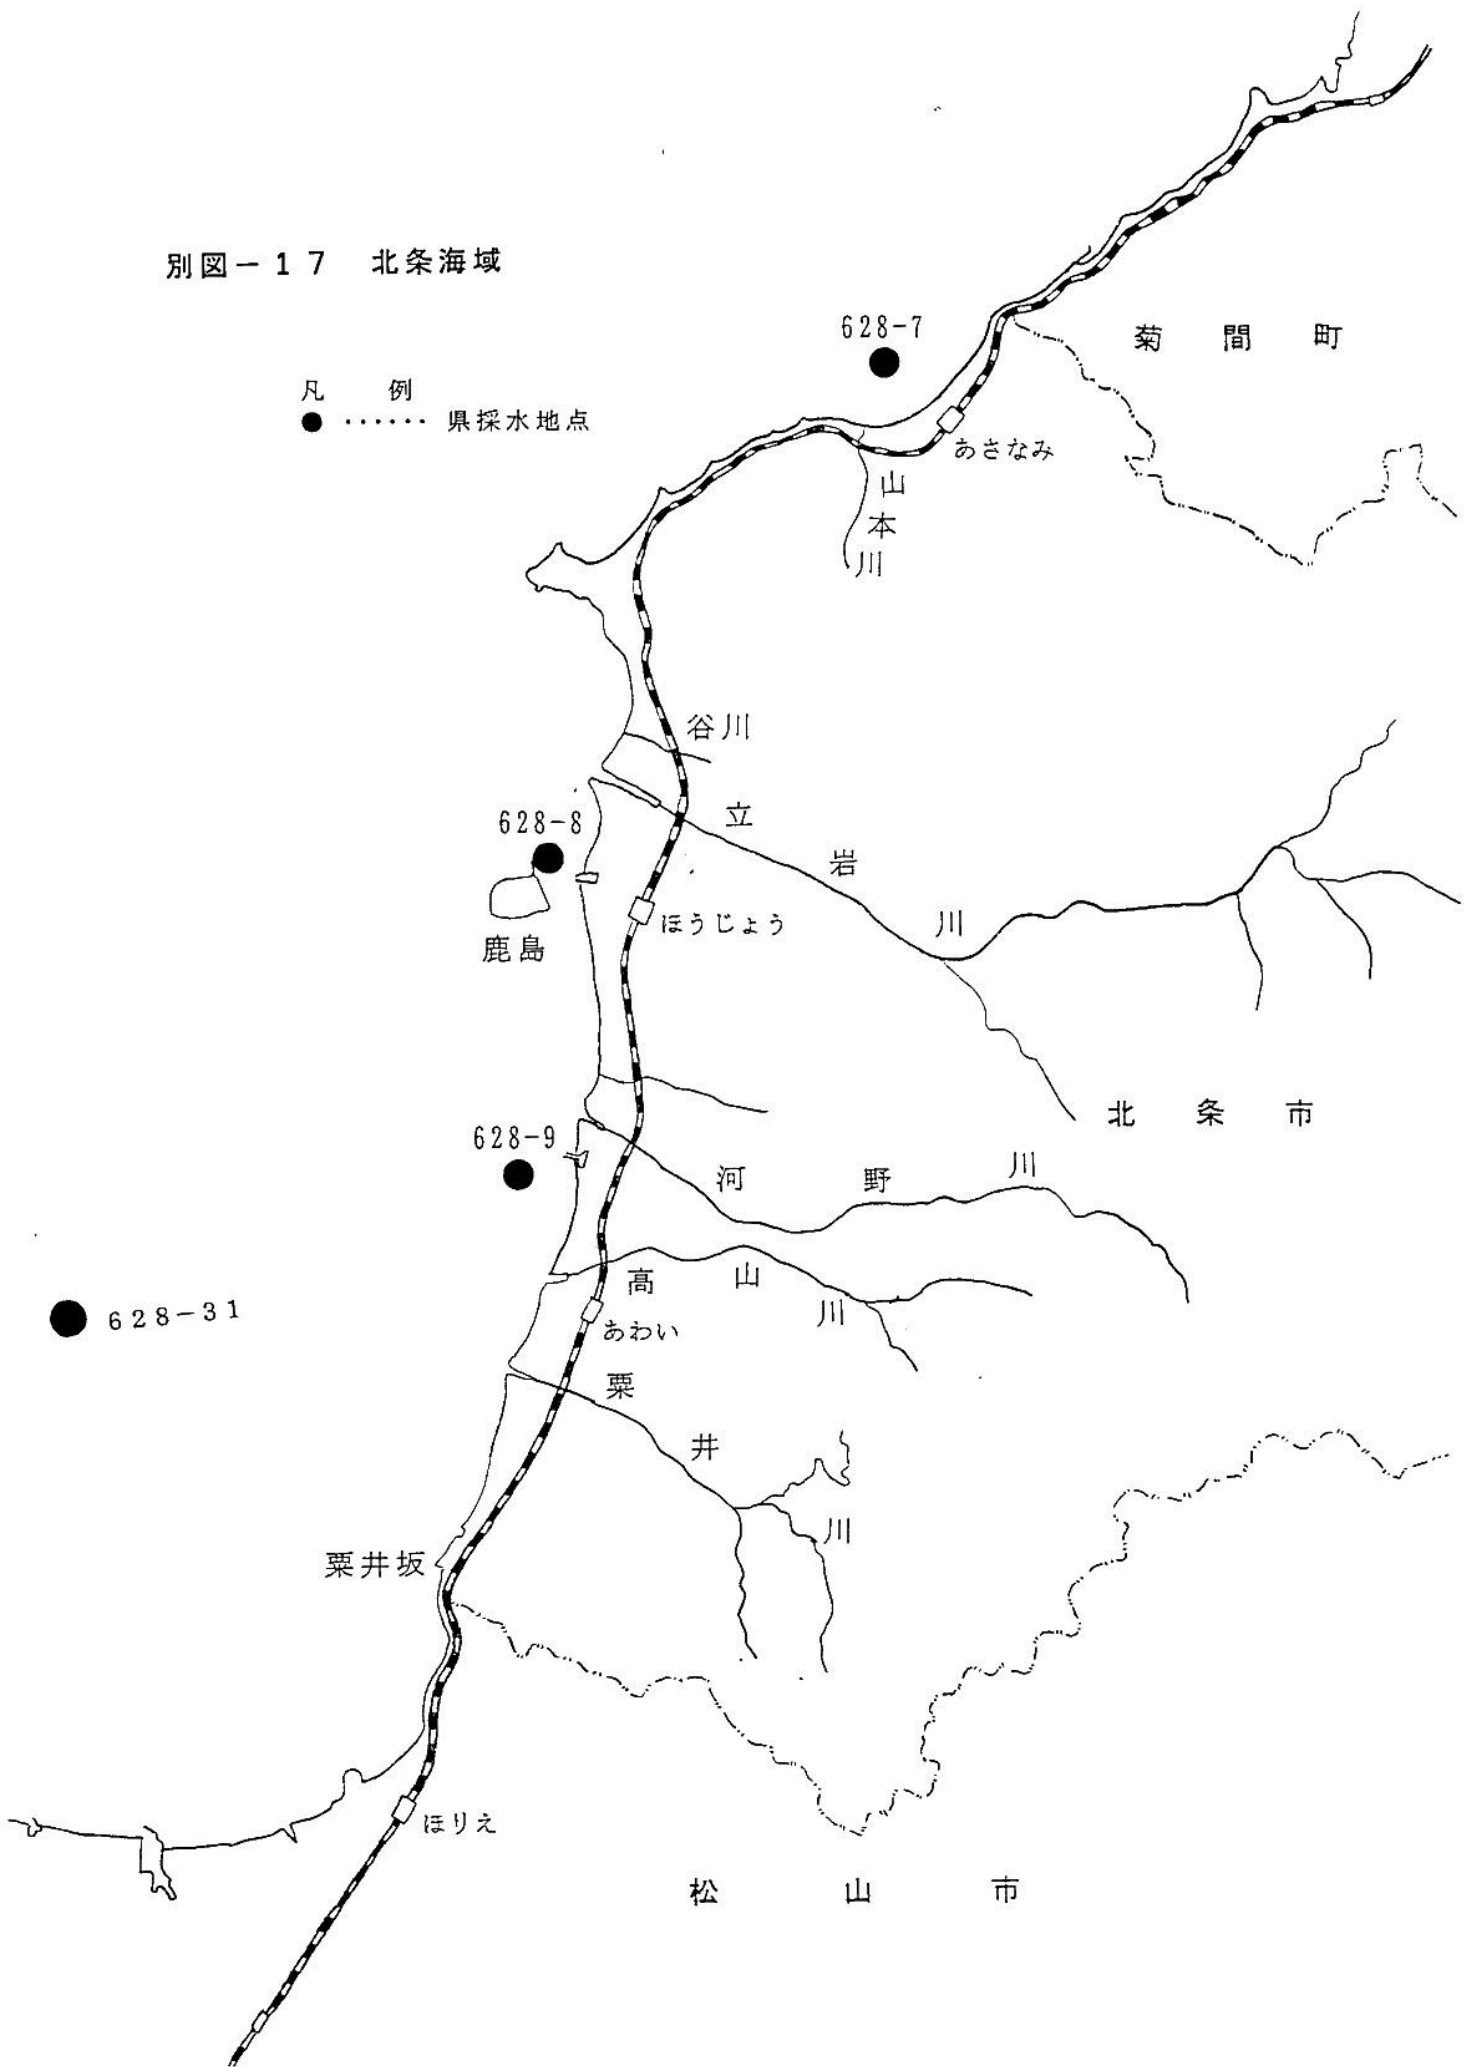 別図－17　北条海域
628-7
菊間町
凡例
●……県採水地点
あさなみ
山本川
谷川
立岩川
628-8
ほうじょう
鹿島
北条市
628-9
河野川
高山川
628-31
あわい
粟井川
粟井坂
ほりえ
松山市